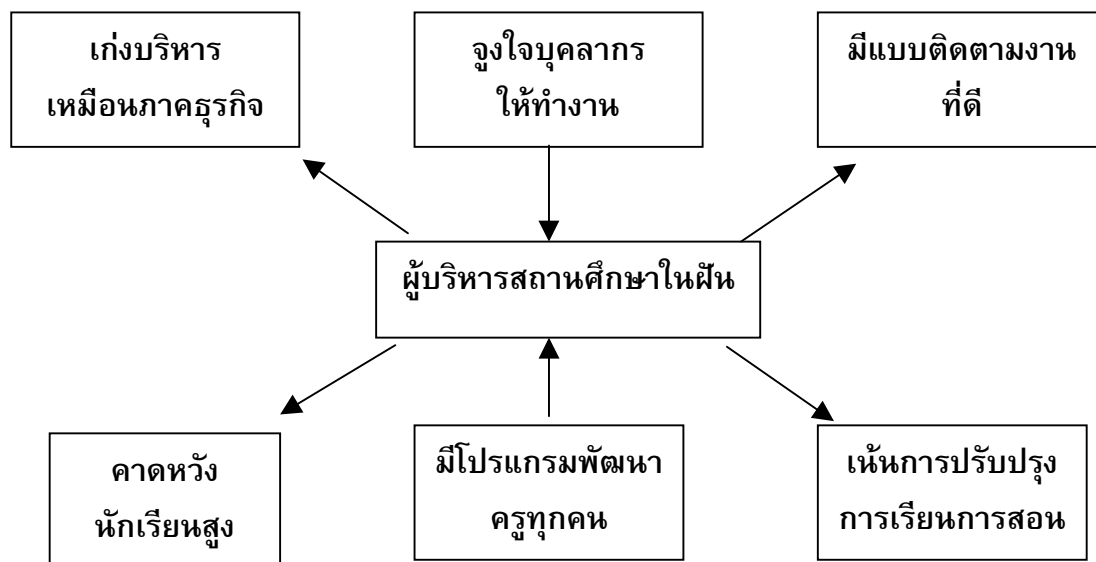 เก่งบริหาร
เหมือนภาคธุรกิจ
จูงใจบุคลากร
ให้ทำงาน
มีแบบติดตามงาน
ที่ดี
ผู้บริหารสถานศึกษาในฝัน
คาดหวัง
นักเรียนสูง
มีโปรแกรมพัฒนา
ครูทุกคน
เน้นการปรับปรุง
การเรียนการสอน